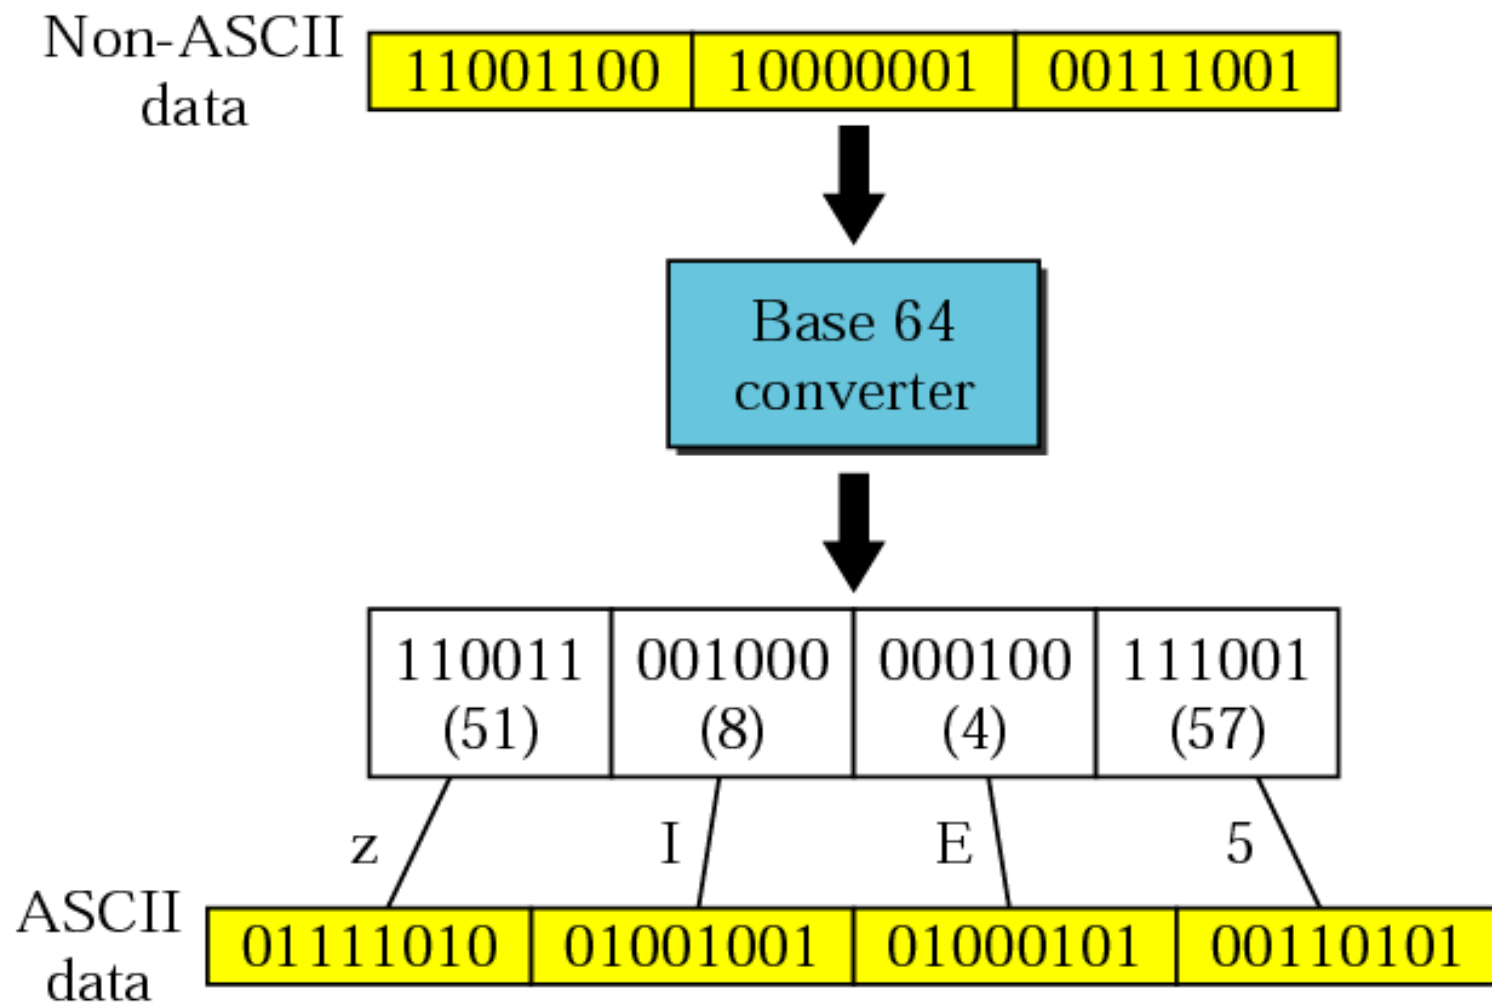 Non-ASCII
data
11001100 10000001 00111001
Base 64
converter
110011 001000 000100 111001
(51) (8) (4) (57)
z I E 5
ASCII
data
01111010 01001001 01000101 00110101